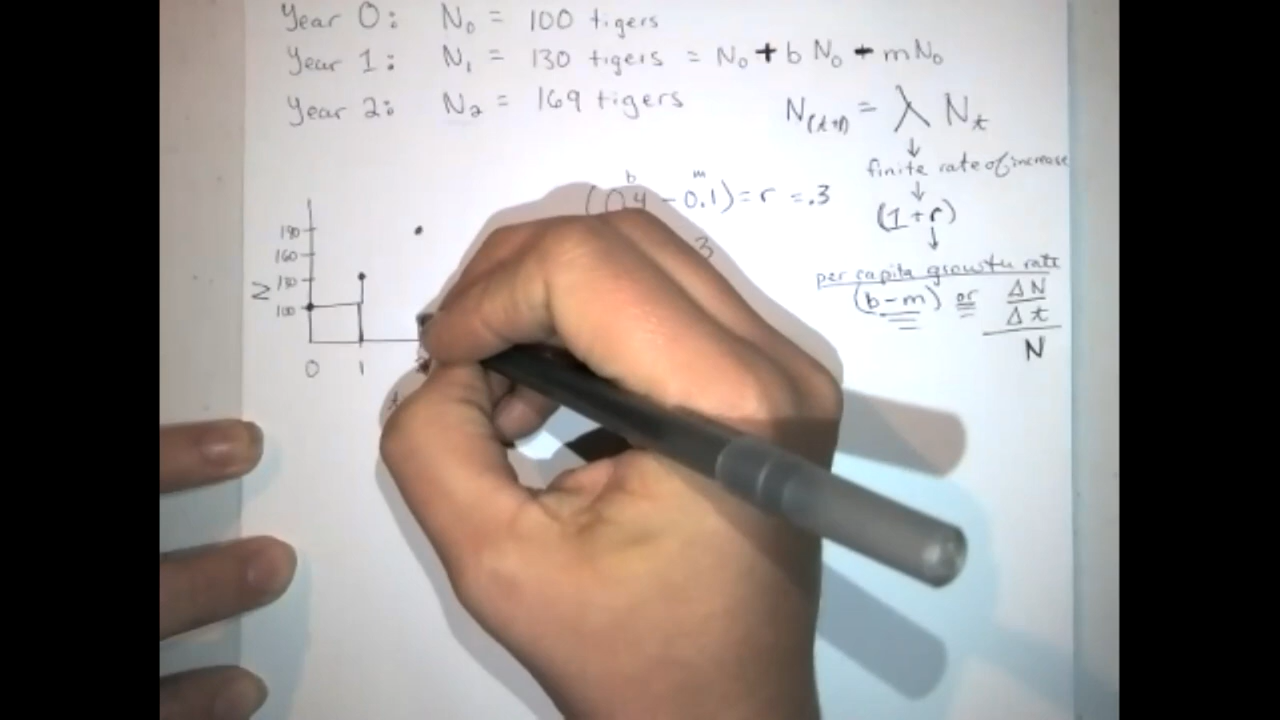 Year 0: N₀ = 100 tigers
Year 1: N₁ = 130 tigers = N₀ + b N₀ - m N₀
Year 2: N₂ = 169 tigers
N(t+1) = λ Nt
↓
finite rate of increase
↓
(1+r)
↓
per capita growth rate
(b-m) or ΔN
Δt
N
b m
(0.4 - 0.1) = r = .3
3
190
160
130
100
N
0 1